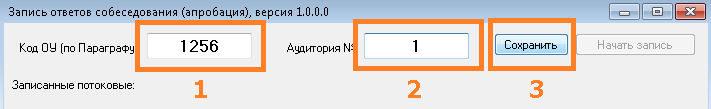 Запись ответов собеседования (апробация), версия 1.0.0.0
Код ОУ (по Параграфу 1256 Аудитория № 1 Сохранить Начать запись
1 2 3
Записанные потоковые: